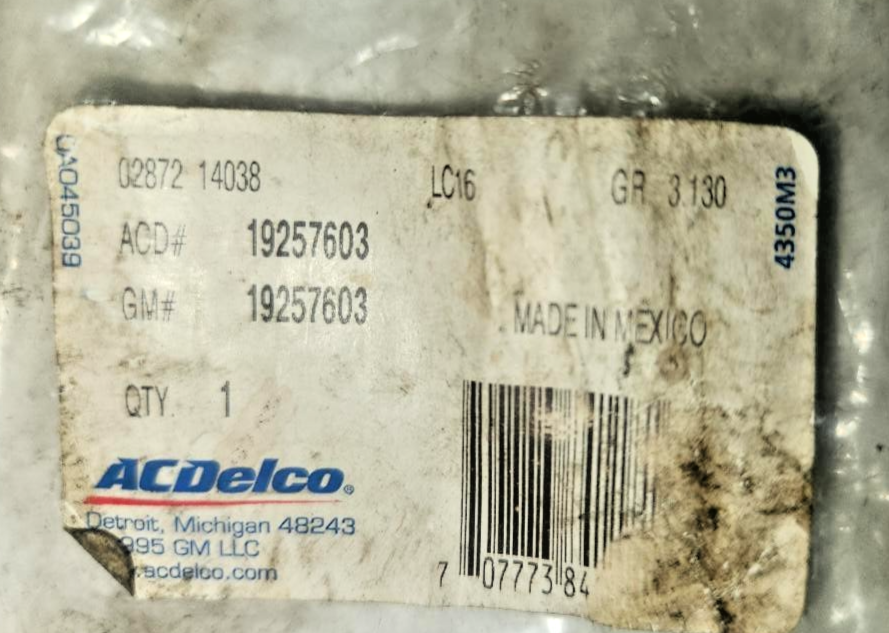 02872 14038 LC16 GR 3.130
ACD# 19257603
GM# 19257603
MADE IN MEXICO
QTY. 1
ACDelco®
Detroit, Michigan 48243
995 GM LLC
.acdelco.com
7 07773 84
UA045039
4350M3